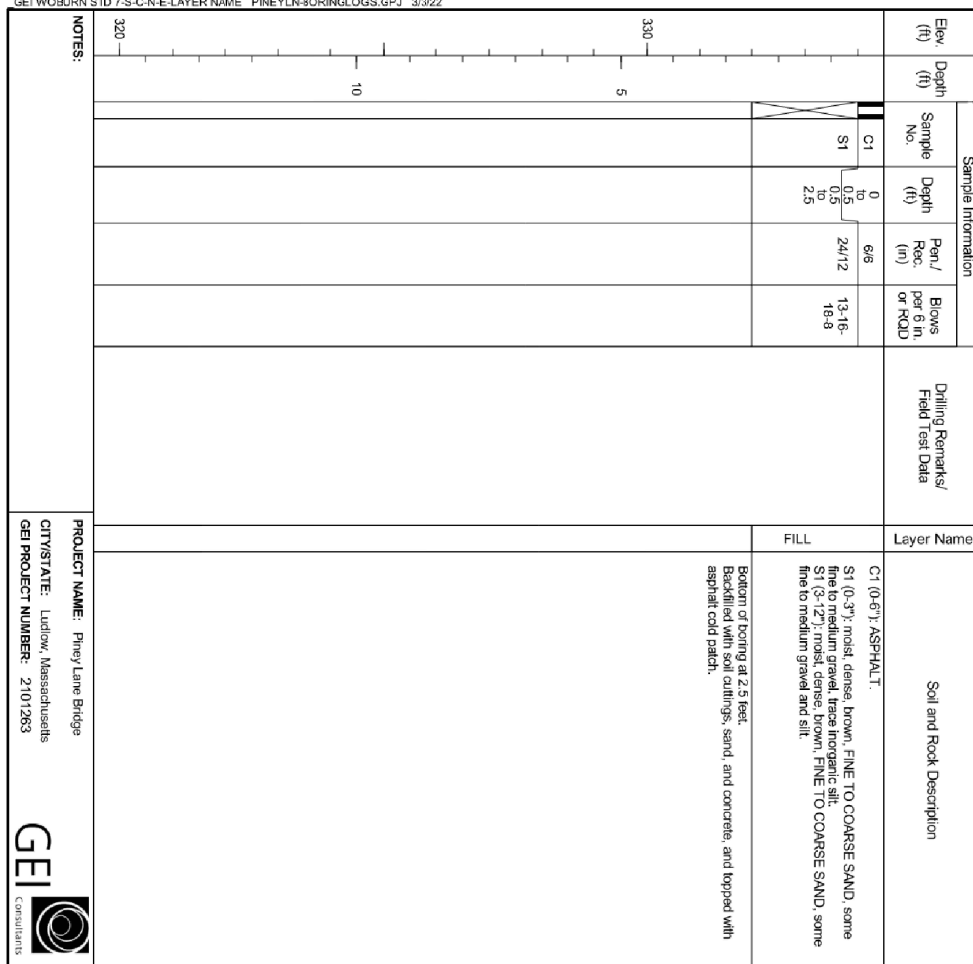 GEI WOBURN STD 7-S-C-N-E-LAYER NAME PINEYLN-BORINGLOGS.GPJ 3/3/22
Sample Information
Elev.
(ft)
Depth
(ft)
Sample
No.
Depth
(ft)
Pen./
Rec.
(in)
Blows
per 6 in.
or RQD
Drilling Remarks/
Field Test Data
Layer Name
Soil and Rock Description
C1
0
to
0.5
6/6
C1 (0-6"): ASPHALT.
S1
0.5
to
2.5
24/12
13-16-
18-8
FILL
S1 (0-3"): moist, dense, brown, FINE TO COARSE SAND, some
fine to medium gravel, trace inorganic silt.
S1 (3-12"): moist, dense, brown, FINE TO COARSE SAND, some
fine to medium gravel and silt.
Bottom of boring at 2.5 feet.
Backfilled with soil cuttings, sand, and concrete, and topped with
asphalt cold patch.
330
5
10
320
NOTES:
PROJECT NAME: Piney Lane Bridge
CITY/STATE: Ludlow, Massachusetts
GEI PROJECT NUMBER: 2101263
GEI
Consultants